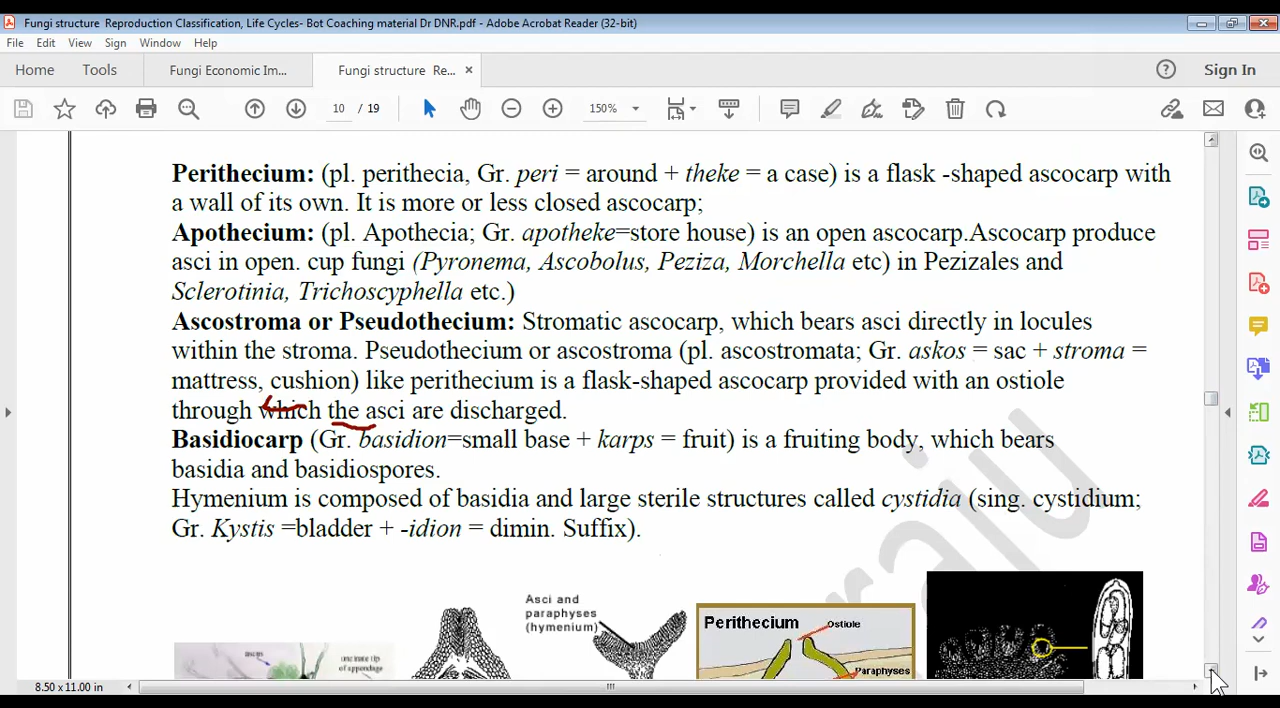 Fungi structure Reproduction Classification, Life Cycles- Bot Coaching material Dr DNR.pdf - Adobe Acrobat Reader (32-bit)
File Edit View Sign Window Help
Home Tools Fungi Economic Im... Fungi structure Re... × Sign In
10 / 19 150%
Perithecium: (pl. perithecia, Gr. peri = around + theke = a case) is a flask -shaped ascocarp with
a wall of its own. It is more or less closed ascocarp;
Apothecium: (pl. Apothecia; Gr. apotheke=store house) is an open ascocarp.Ascocarp produce
asci in open. cup fungi (Pyronema, Ascobolus, Peziza, Morchella etc) in Pezizales and
Sclerotinia, Trichoscyphella etc.)
Ascostroma or Pseudothecium: Stromatic ascocarp, which bears asci directly in locules
within the stroma. Pseudothecium or ascostroma (pl. ascostromata; Gr. askos = sac + stroma =
mattress, cushion) like perithecium is a flask-shaped ascocarp provided with an ostiole
through which the asci are discharged.
Basidiocarp (Gr. basidion=small base + karps = fruit) is a fruiting body, which bears
basidia and basidiospores.
Hymenium is composed of basidia and large sterile structures called cystidia (sing. cystidium;
Gr. Kystis =bladder + -idion = dimin. Suffix).
raju
Asci and
paraphyses
(hymenium)
Perithecium Ostiole
Paraphyses
uncinate tip
of appendage
8.50 x 11.00 in